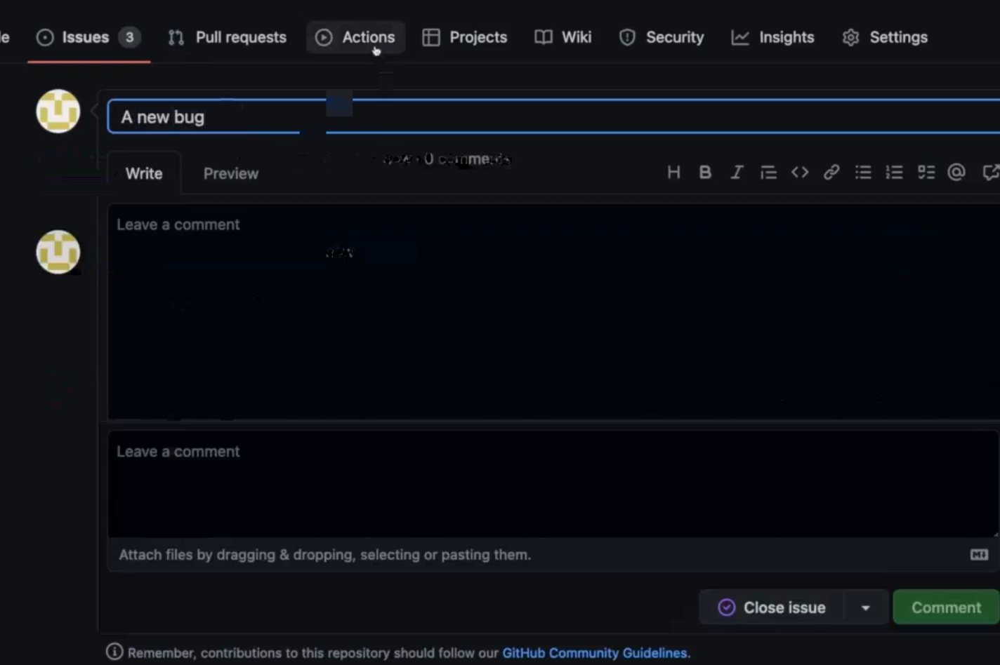 Issues 3 Pull requests Actions Projects Wiki Security Insights Settings
A new bug
0 comments
Write Preview
Leave a comment
Leave a comment
Attach files by dragging & dropping, selecting or pasting them.
Close issue Comment
Remember, contributions to this repository should follow our GitHub Community Guidelines.